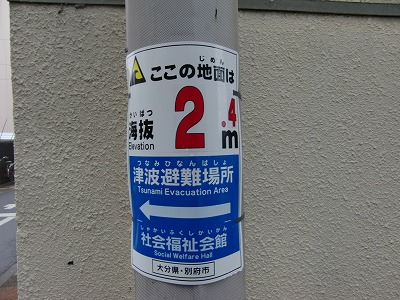 じめん
ここの地面は
かいばつ
海抜
Elevation
2.4m
つなみひなんばしょ
津波避難場所
Tsunami Evacuation Area
しゃかいふくしかいかん
社会福祉会館
Social Welfare Hall
大分県・別府市